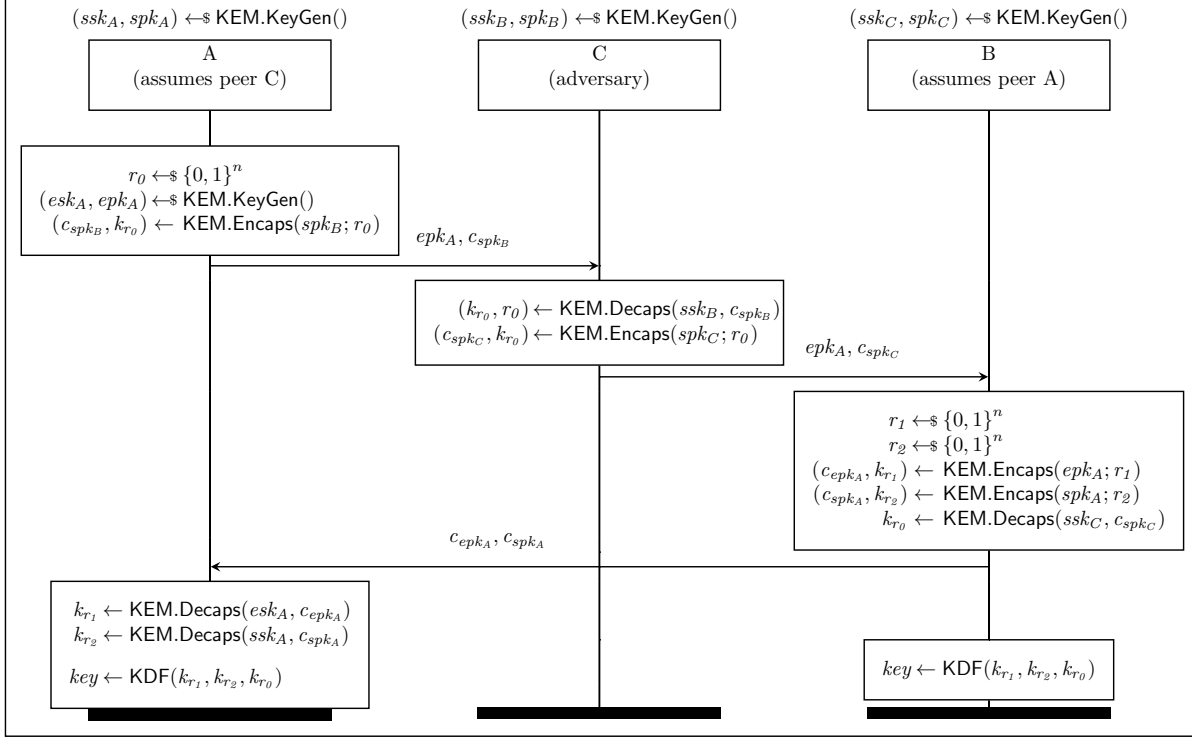 (ssk_A, spk_A) ←$ KEM.KeyGen()
(ssk_B, spk_B) ←$ KEM.KeyGen()
(ssk_C, spk_C) ←$ KEM.KeyGen()
A
(assumes peer C)
C
(adversary)
B
(assumes peer A)
r_0 ←$ {0, 1}^n
(esk_A, epk_A) ←$ KEM.KeyGen()
(c_{spk_B}, k_{r_0}) ← KEM.Encaps(spk_B; r_0)
epk_A, c_{spk_B}
(k_{r_0}, r_0) ← KEM.Decaps(ssk_B, c_{spk_B})
(c_{spk_C}, k_{r_0}) ← KEM.Encaps(spk_C; r_0)
epk_A, c_{spk_C}
r_1 ←$ {0, 1}^n
r_2 ←$ {0, 1}^n
(c_{epk_A}, k_{r_1}) ← KEM.Encaps(epk_A; r_1)
(c_{spk_A}, k_{r_2}) ← KEM.Encaps(spk_A; r_2)
k_{r_0} ← KEM.Decaps(ssk_C, c_{spk_C})
c_{epk_A}, c_{spk_A}
k_{r_1} ← KEM.Decaps(esk_A, c_{epk_A})
k_{r_2} ← KEM.Decaps(ssk_A, c_{spk_A})
key ← KDF(k_{r_1}, k_{r_2}, k_{r_0})
key ← KDF(k_{r_1}, k_{r_2}, k_{r_0})